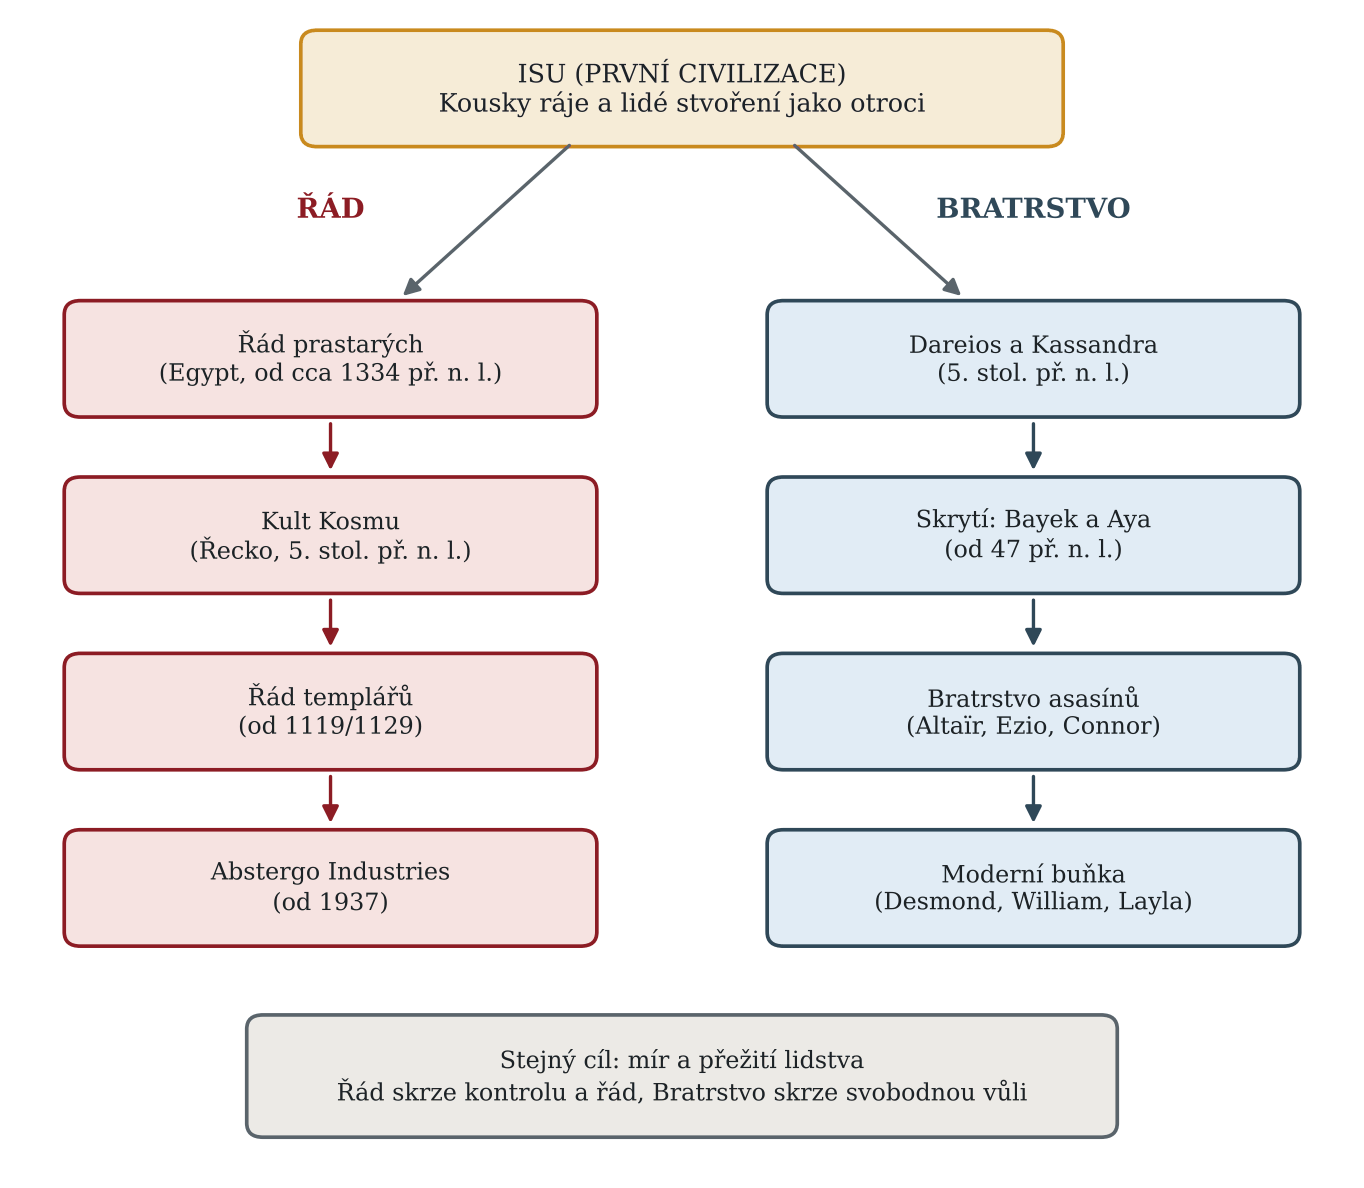 ISU (PRVNÍ CIVILIZACE)
Kousky ráje a lidé stvoření jako otroci
ŘÁD
BRATRSTVO
Řád prastarých
(Egypt, od cca 1334 př. n. l.)
Dareios a Kassandra
(5. stol. př. n. l.)
Kult Kosmu
(Řecko, 5. stol. př. n. l.)
Skrytí: Bayek a Aya
(od 47 př. n. l.)
Řád templářů
(od 1119/1129)
Bratrstvo asasínů
(Altaïr, Ezio, Connor)
Abstergo Industries
(od 1937)
Moderní buňka
(Desmond, William, Layla)
Stejný cíl: mír a přežití lidstva
Řád skrze kontrolu a řád, Bratrstvo skrze svobodnou vůli